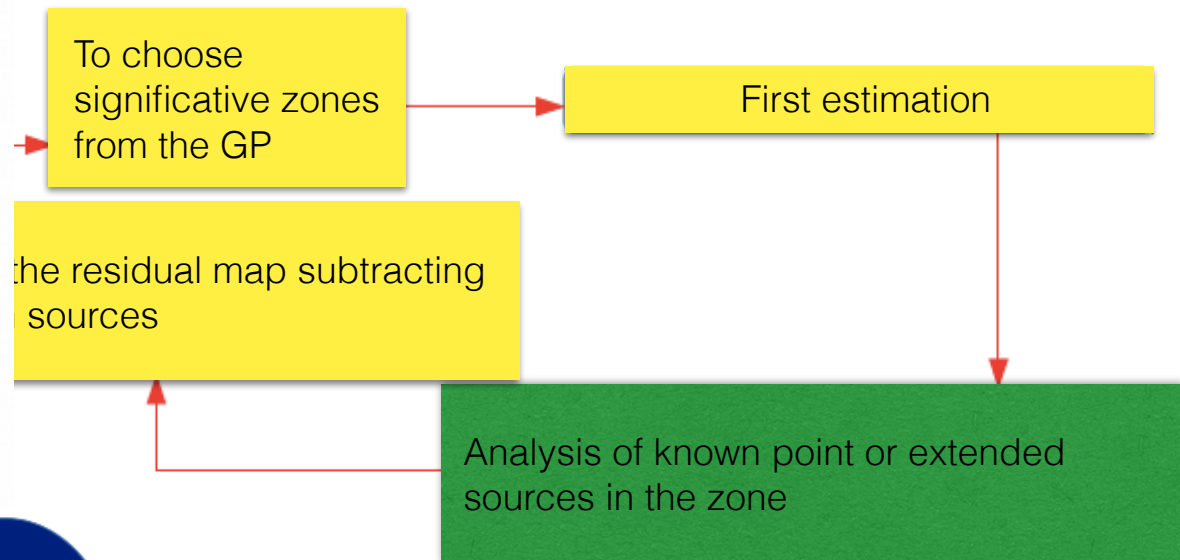 To choose
significative zones
from the GP
First estimation
the residual map subtracting
sources
Analysis of known point or extended
sources in the zone